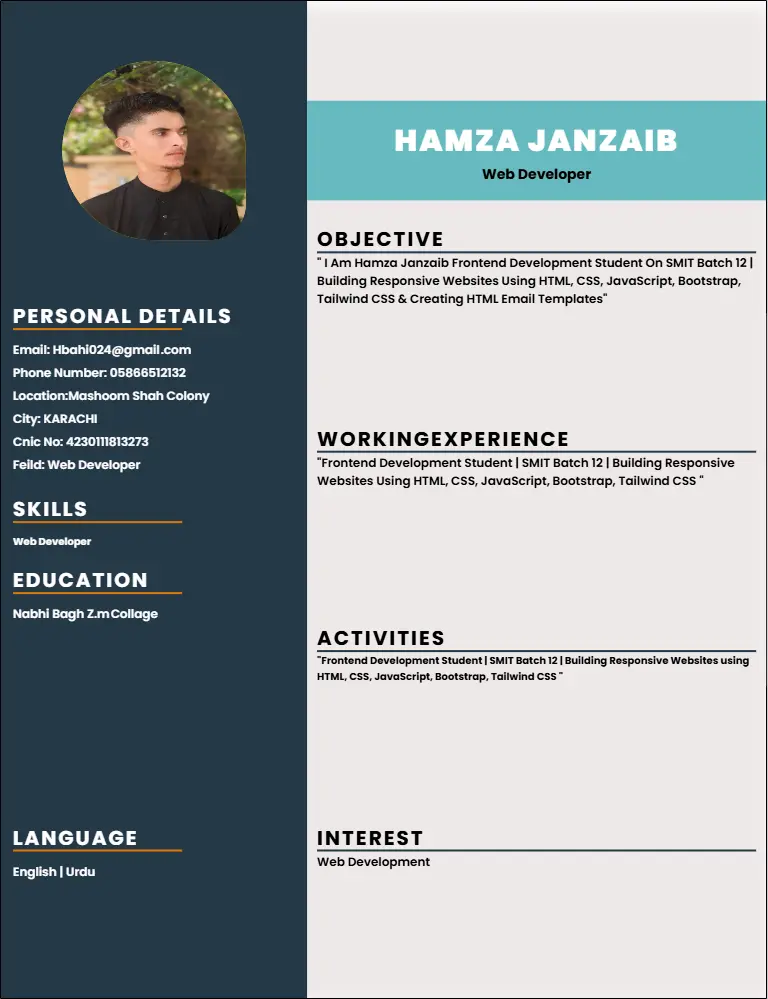 HAMZA JANZAIB
Web Developer
PERSONAL DETAILS
Email: Hbahi024@gmail.com
Phone Number: 05866512132
Location:Mashoom Shah Colony
City: KARACHI
Cnic No: 4230111813273
Feild: Web Developer
SKILLS
Web Developer
EDUCATION
Nabhi Bagh Z.m Collage
LANGUAGE
English | Urdu
OBJECTIVE
" I Am Hamza Janzaib Frontend Development Student On SMIT Batch 12 |
Building Responsive Websites Using HTML, CSS, JavaScript, Bootstrap,
Tailwind CSS & Creating HTML Email Templates"
WORKINGEXPERIENCE
"Frontend Development Student | SMIT Batch 12 | Building Responsive
Websites Using HTML, CSS, JavaScript, Bootstrap, Tailwind CSS "
ACTIVITIES
"Frontend Development Student | SMIT Batch 12 | Building Responsive Websites using
HTML, CSS, JavaScript, Bootstrap, Tailwind CSS "
INTEREST
Web Development